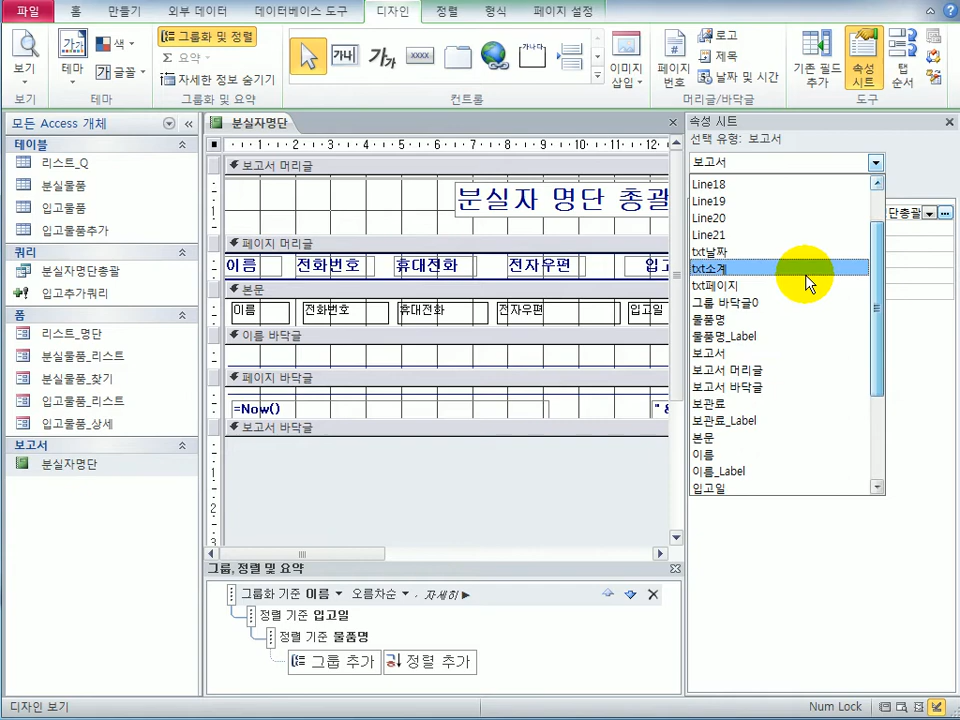 파일 홈 만들기 외부 데이터 데이터베이스 도구 디자인 정렬 형식 페이지 설정
보기
보기
테마
색
글꼴
테마
그룹화 및 정렬
요약
자세한 정보 숨기기
그룹화 및 요약
가나
가가
xxxx
가나다
이미지 삽입
컨트롤
페이지 번호
로고
제목
날짜 및 시간
머리글/바닥글
기존 필드 추가
속성 시트
탭 순서
도구
모든 Access 개체
테이블
리스트_Q
분실물품
입고물품
입고물품추가
쿼리
분실물명단총괄
입고추가쿼리
폼
리스트_명단
분실물품_리스트
분실물품_찾기
입고물품_리스트
입고물품_상세
보고서
분실자명단
분실자명단
1 2 3 4 5 6 7 8 9 10 11 12
보고서 머리글
분실자 명단 총괄
페이지 머리글
이름 전화번호 휴대전화 전자우편 입고
본문
이름 전화번호 휴대전화 전자우편 입고일
이름 바닥글
페이지 바닥글
=Now() " &
보고서 바닥글
그룹, 정렬 및 요약
그룹화 기준 이름 오름차순 자세히
정렬 기준 입고일
정렬 기준 물품명
그룹 추가 정렬 추가
속성 시트
선택 유형: 보고서
보고서
단총괄
Line18
Line19
Line20
Line21
txt날짜
txt소계
txt페이지
그룹 바닥글0
물품명
물품명_Label
보고서
보고서 머리글
보고서 바닥글
보관료
보관료_Label
본문
이름
이름_Label
입고일
디자인 보기
Num Lock